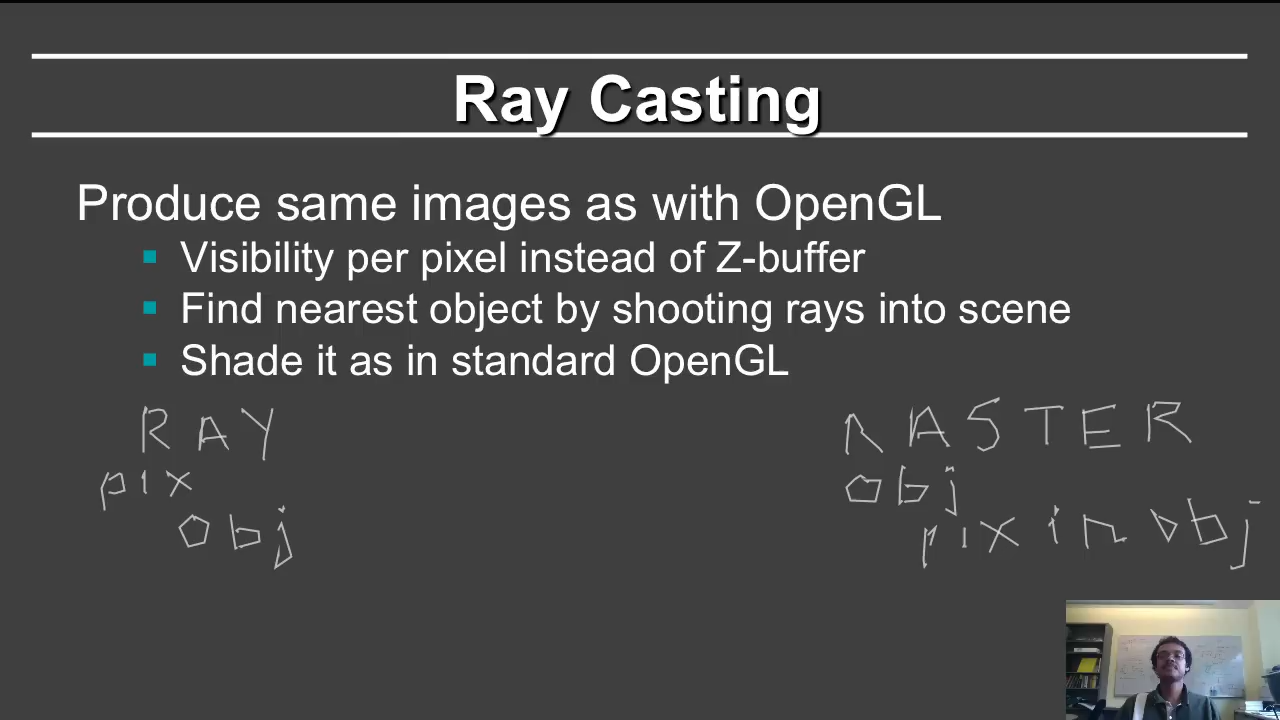 Ray Casting
Produce same images as with OpenGL
Visibility per pixel instead of Z-buffer
Find nearest object by shooting rays into scene
Shade it as in standard OpenGL
RAY
RASTER
pix
obj
obj
pix in obj